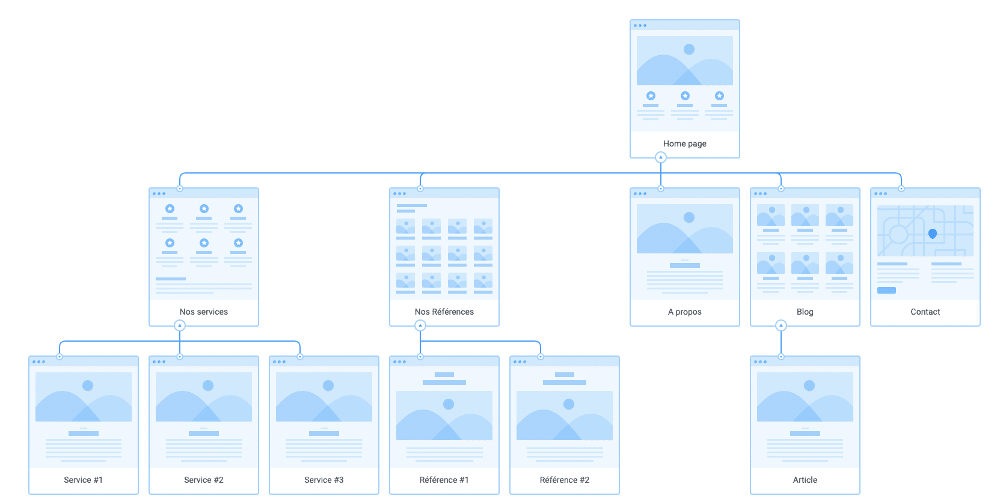 Home page
Nos services
Nos Références
A propos
Blog
Contact
Service #1
Service #2
Service #3
Référence #1
Référence #2
Article